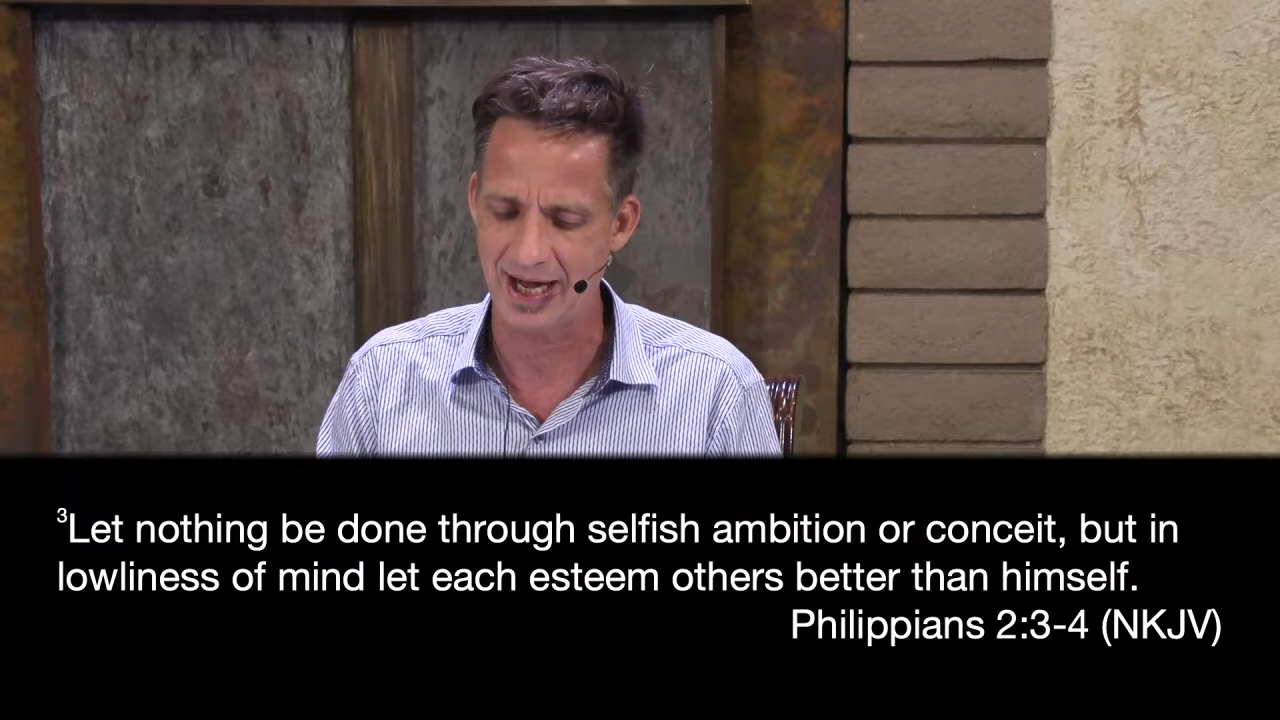 ³Let nothing be done through selfish ambition or conceit, but in
lowliness of mind let each esteem others better than himself.
Philippians 2:3-4 (NKJV)